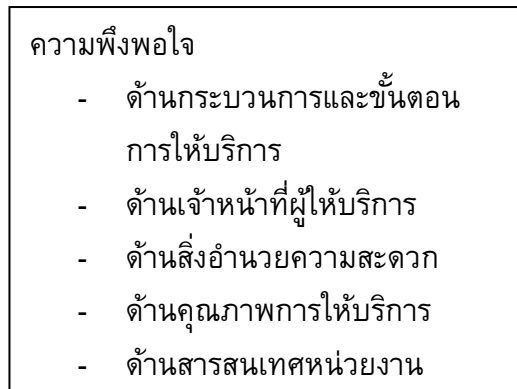 ความพึงพอใจ
- ด้านกระบวนการและขั้นตอน
การให้บริการ
- ด้านเจ้าหน้าที่ผู้ให้บริการ
- ด้านสิ่งอำนวยความสะดวก
- ด้านคุณภาพการให้บริการ
- ด้านสารสนเทศหน่วยงาน